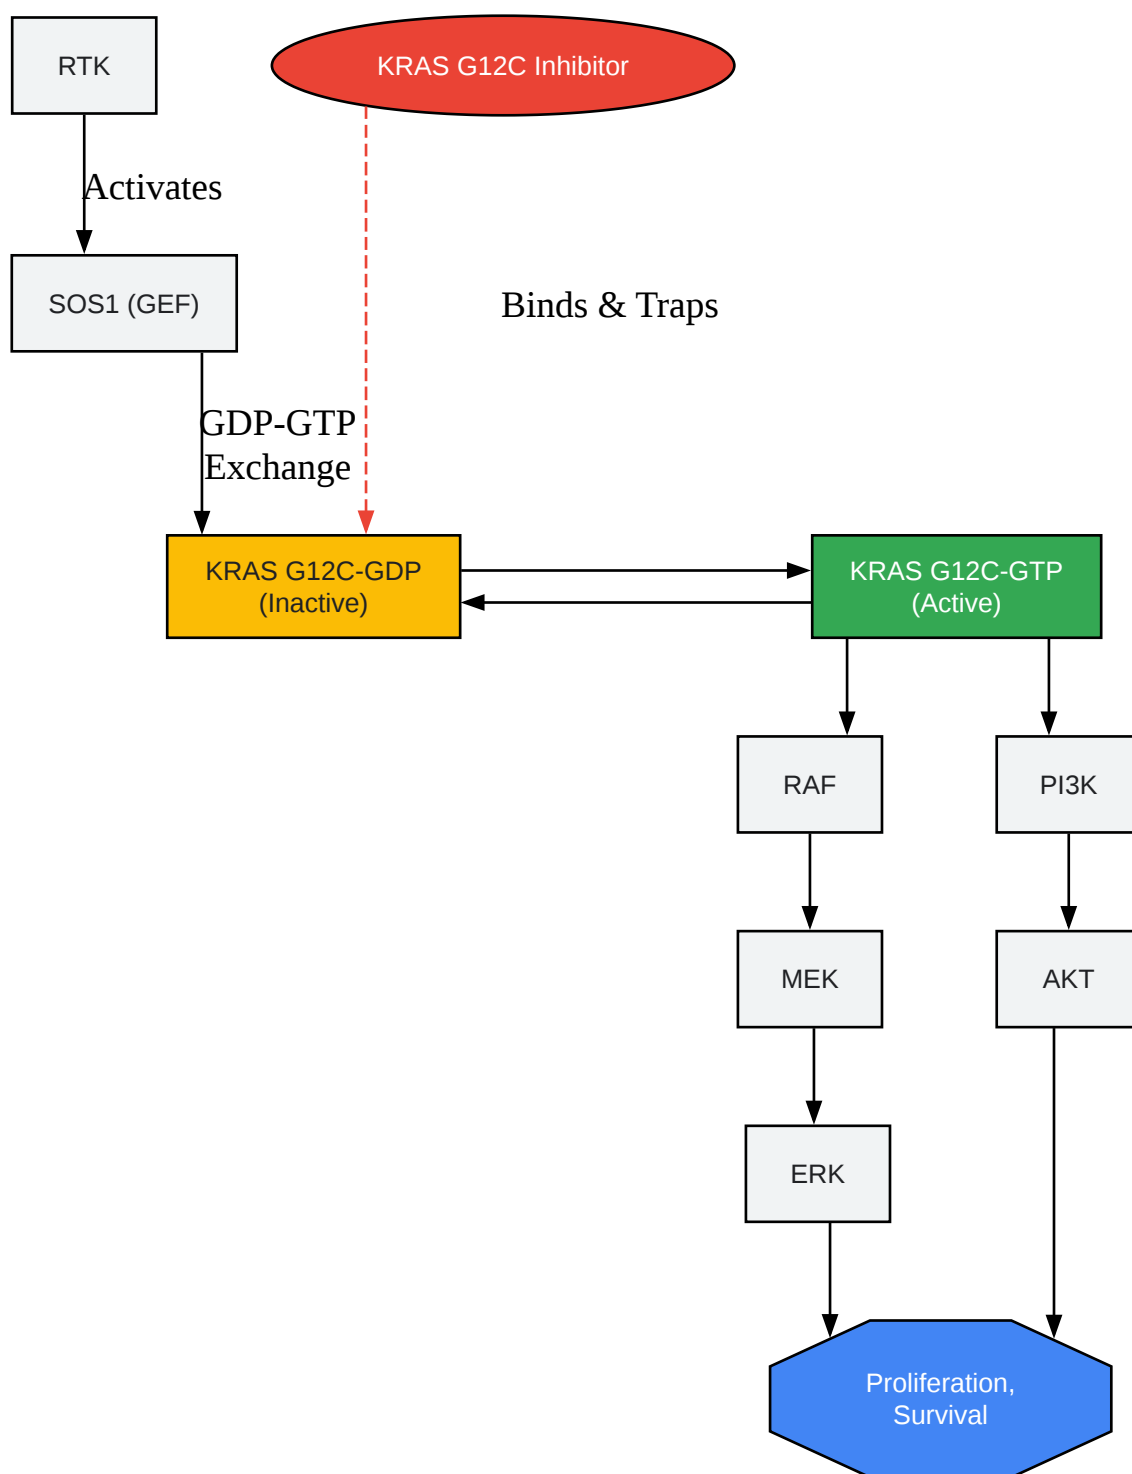 RTK
KRAS G12C Inhibitor
Activates
SOS1 (GEF)
Binds & Traps
GDP-GTP
Exchange
KRAS G12C-GDP
(Inactive)
KRAS G12C-GTP
(Active)
RAF
PI3K
MEK
AKT
ERK
Proliferation,
Survival